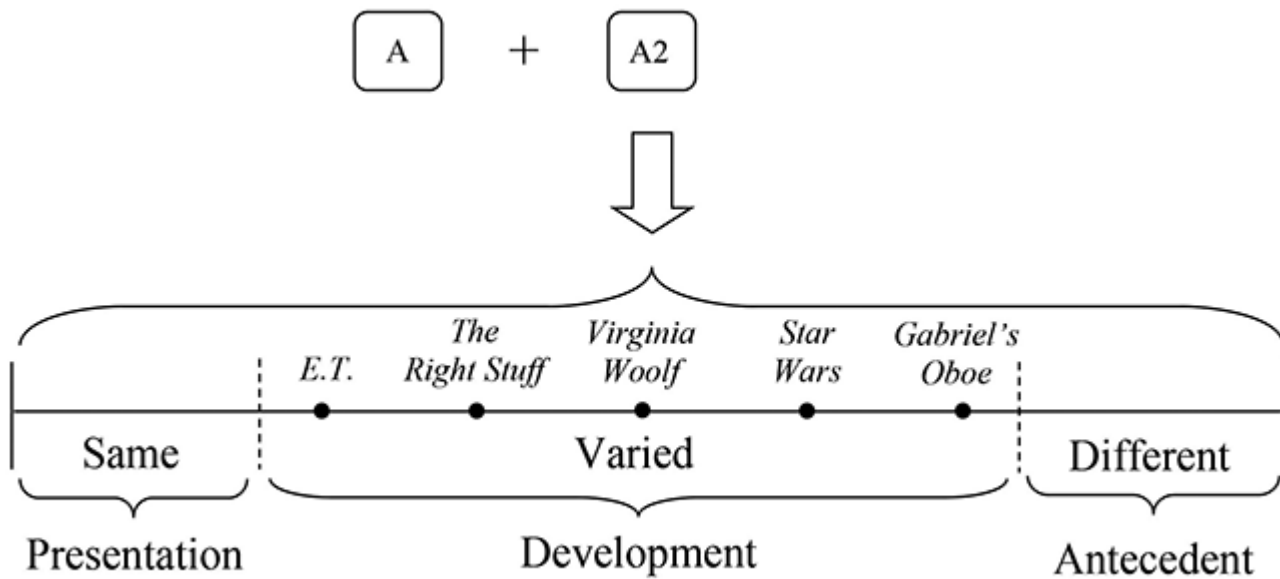 A + A2
The Virginia Star Gabriel's
E.T. Right Stuff Woolf Wars Oboe
Same Varied Different
Presentation Development Antecedent